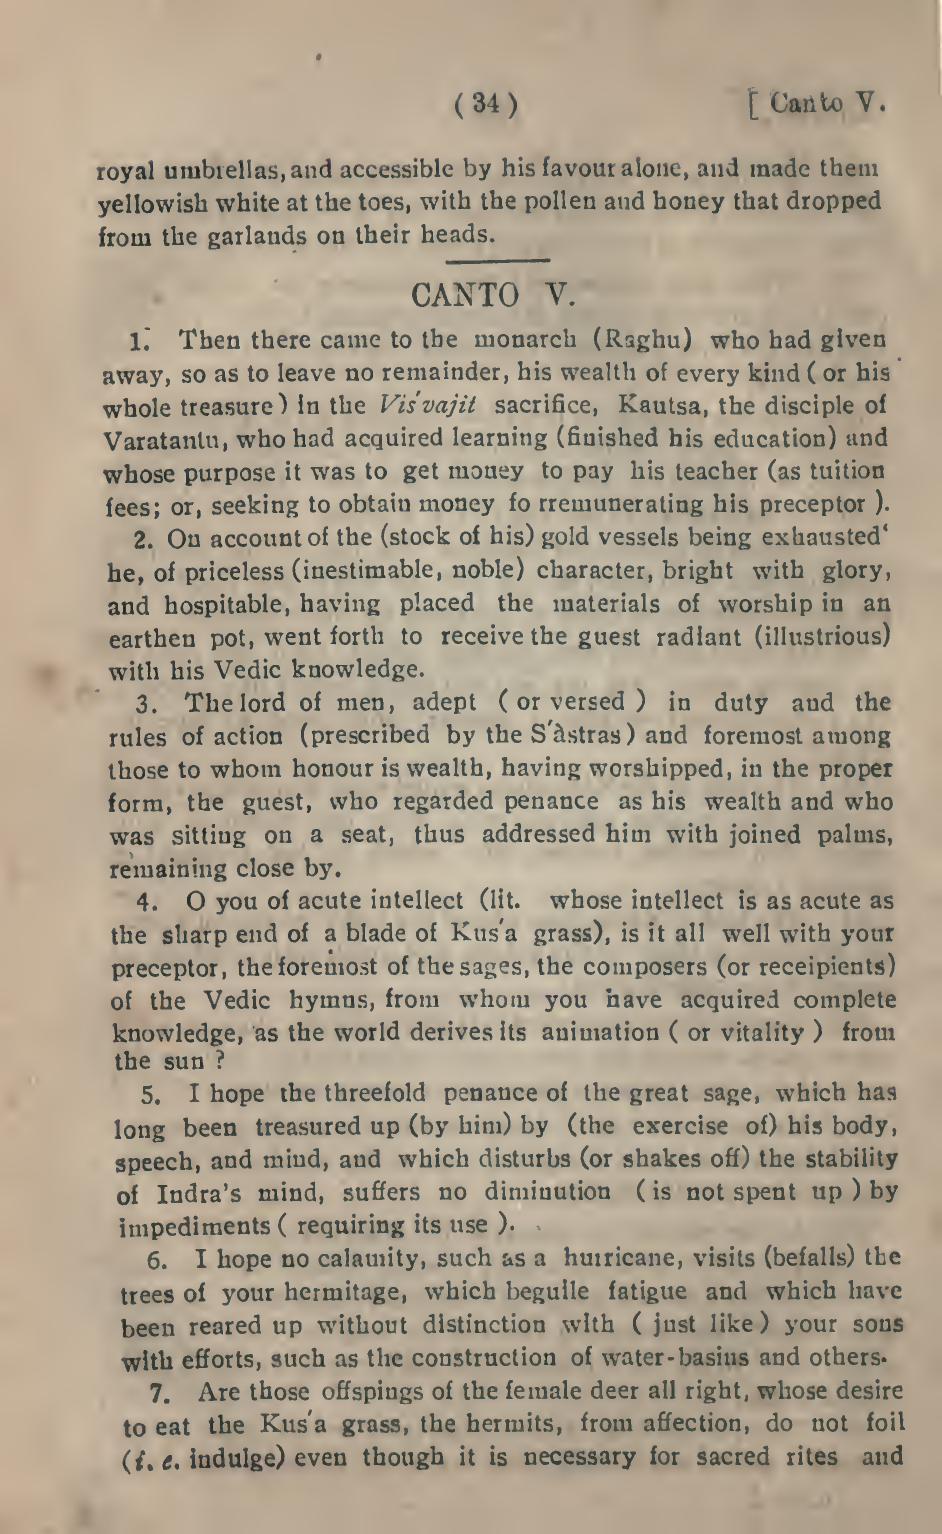 ( 34 ) [ Canto V.
royal umbrellas, and accessible by his favour alone, and made them
yellowish white at the toes, with the pollen and honey that dropped
from the garlands on their heads.
CANTO V.
1. Then there came to the monarch (Raghu) who had given
away, so as to leave no remainder, his wealth of every kind ( or his
whole treasure ) in the Vis'vajit sacrifice, Kautsa, the disciple of
Varatantu, who had acquired learning (finished his education) and
whose purpose it was to get money to pay his teacher (as tuition
fees; or, seeking to obtain money fo rremunerating his preceptor ).
2. On account of the (stock of his) gold vessels being exhausted‘
he, of priceless (inestimable, noble) character, bright with glory,
and hospitable, having placed the materials of worship in an
earthen pot, went forth to receive the guest radiant (illustrious)
with his Vedic knowledge.
3. The lord of men, adept ( or versed ) in duty and the
rules of action (prescribed by the S'àstras) and foremost among
those to whom honour is wealth, having worshipped, in the proper
form, the guest, who regarded penance as his wealth and who
was sitting on a seat, thus addressed him with joined palms,
remaining close by.
4. O you of acute intellect (lit. whose intellect is as acute as
the sharp end of a blade of Kus'a grass), is it all well with your
preceptor, the foremost of the sages, the composers (or receipients)
of the Vedic hymns, from whom you have acquired complete
knowledge, as the world derives its animation ( or vitality ) from
the sun ?
5. I hope the threefold penance of the great sage, which has
long been treasured up (by him) by (the exercise of) his body,
speech, and mind, and which disturbs (or shakes off) the stability
of Indra's mind, suffers no diminution ( is not spent up ) by
impediments ( requiring its use ).
6. I hope no calamity, such as a hurricane, visits (befalls) the
trees of your hermitage, which beguile fatigue and which have
been reared up without distinction with ( just like ) your sons
with efforts, such as the construction of water-basins and others.
7. Are those offspings of the female deer all right, whose desire
to eat the Kus'a grass, the hermits, from affection, do not foil
(i. e. indulge) even though it is necessary for sacred rites and